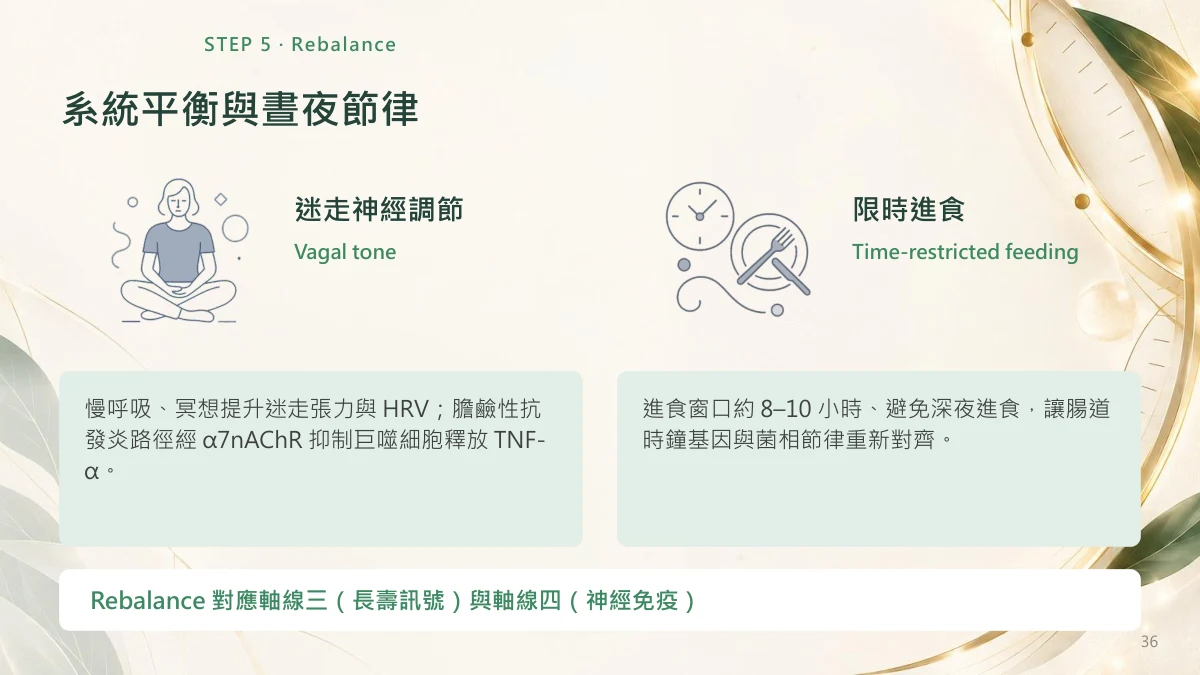 STEP 5 · Rebalance
系統平衡與晝夜節律
迷走神經調節
Vagal tone
慢呼吸、冥想提升迷走張力與 HRV；膽鹼性抗
發炎路徑經 α7nAChR 抑制巨噬細胞釋放 TNF-
α。
限時進食
Time-restricted feeding
進食窗口約 8–10 小時、避免深夜進食，讓腸道
時鐘基因與菌相節律重新對齊。
Rebalance 對應軸線三（長壽訊號）與軸線四（神經免疫）
36